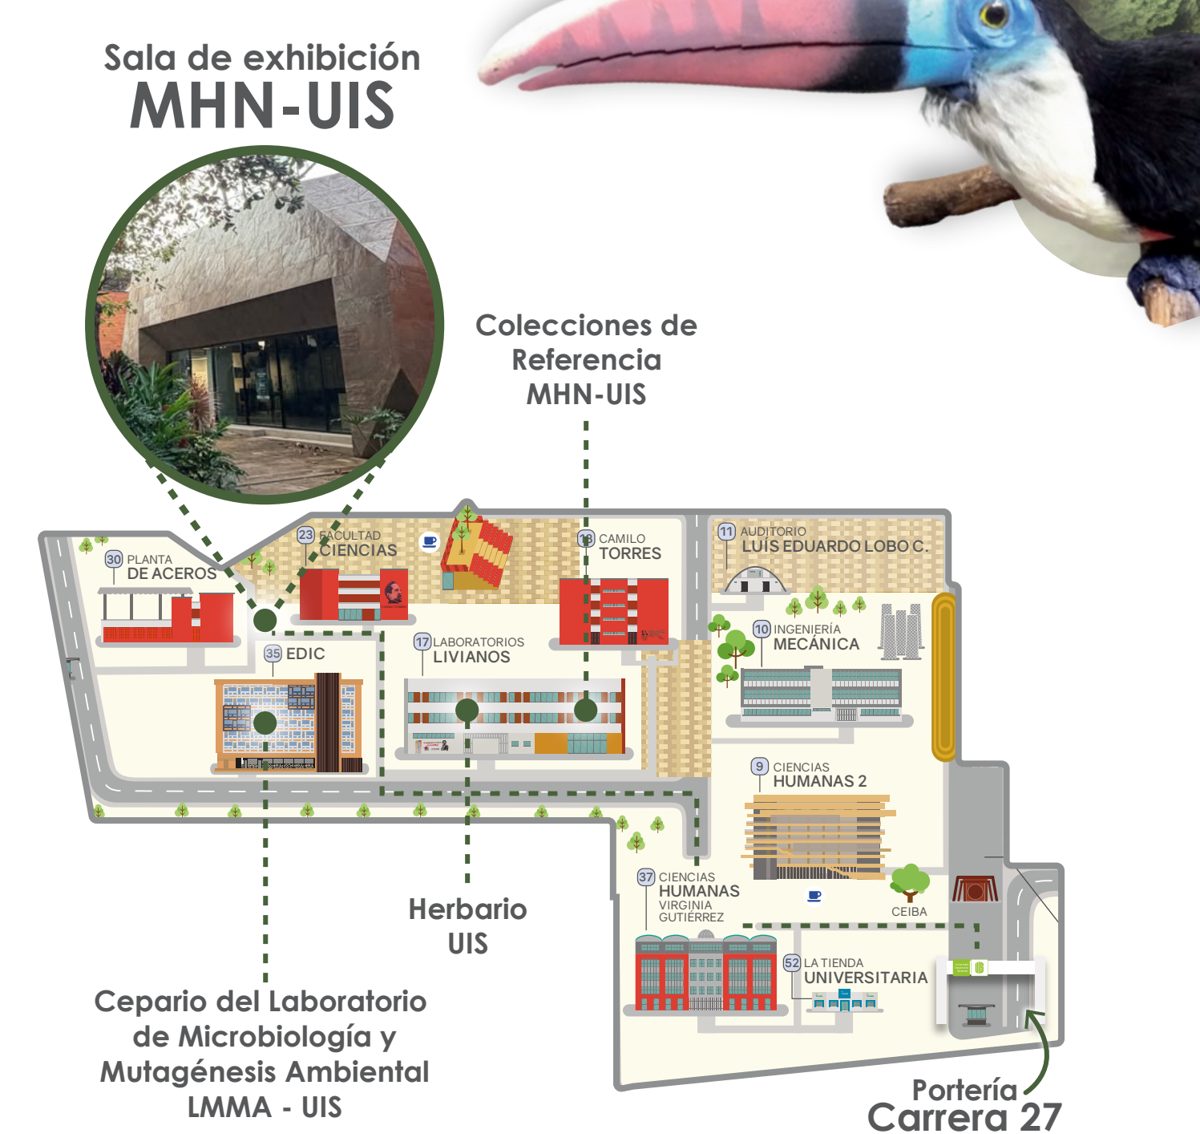 Sala de exhibición
MHN-UIS
Colecciones de
Referencia
MHN-UIS
30 PLANTA
DE ACEROS
23 FACULTAD
CIENCIAS
13 CAMILO
TORRES
11 AUDITORIO
LUÍS EDUARDO LOBO C.
35 EDIC
17 LABORATORIOS
LIVIANOS
10 INGENIERÍA
MECÁNICA
9 CIENCIAS
HUMANAS 2
37 CIENCIAS
HUMANAS
VIRGINIA
GUTIÉRREZ
CEIBA
52 LA TIENDA
UNIVERSITARIA
Herbario
UIS
Cepario del Laboratorio
de Microbiología y
Mutagénesis Ambiental
LMMA - UIS
Portería
Carrera 27